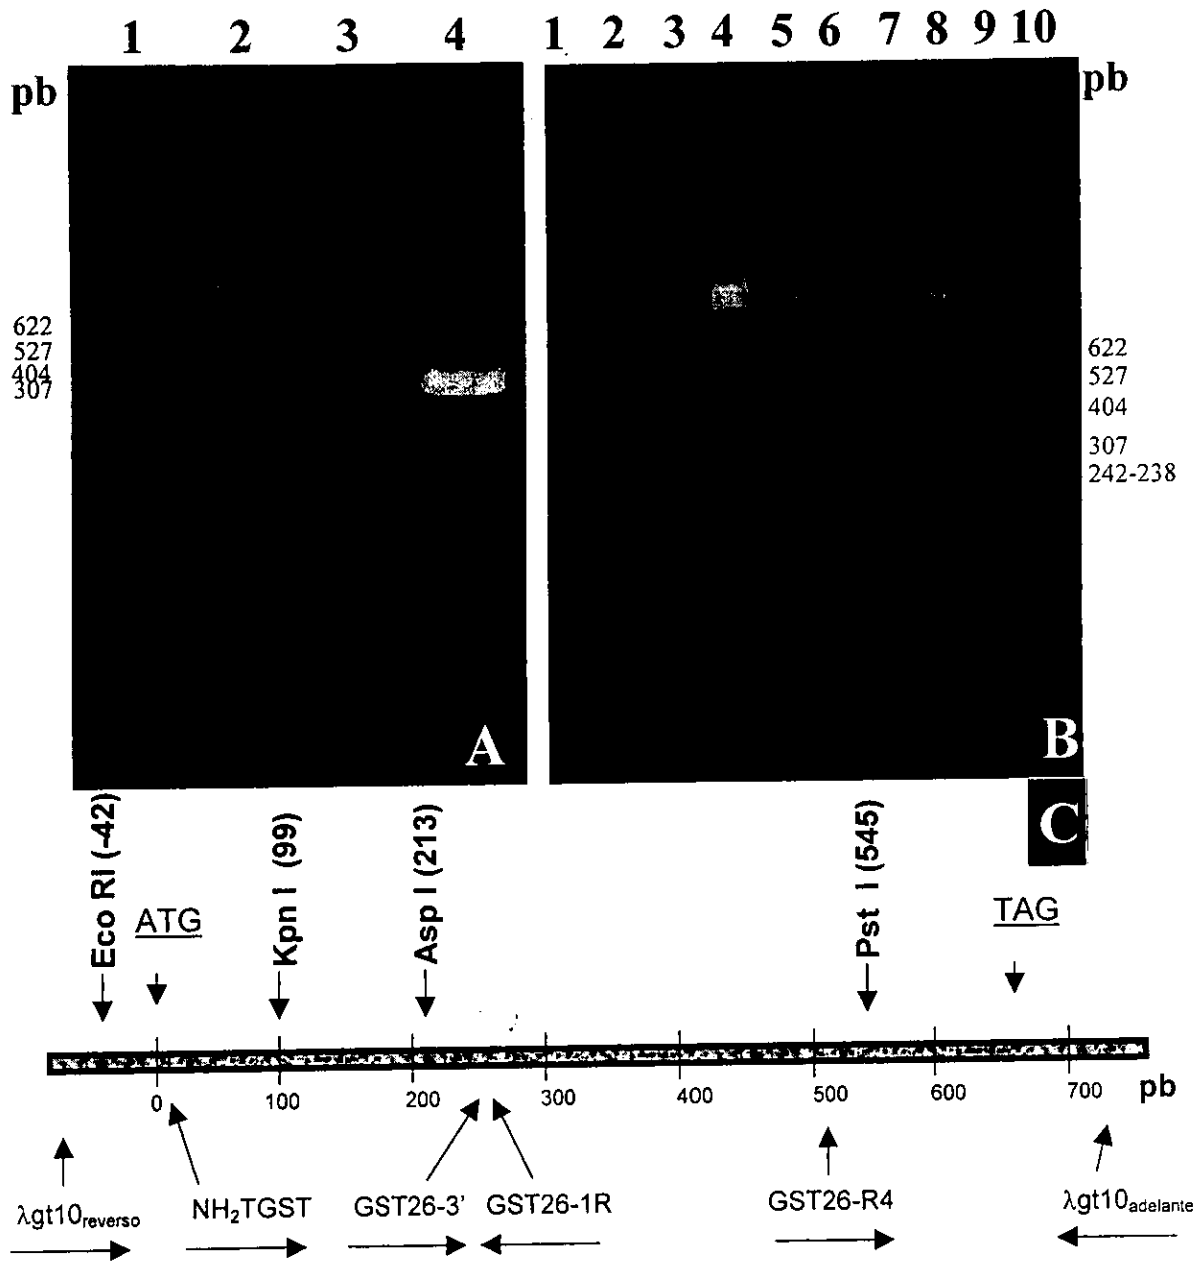 1 2 3 4
1 2 3 4 5 6 7 8 9 10
pb
pb
622
527
404
307
622
527
404
307
242-238
A
B
C
Eco RI (-42)
ATG
Kpn I (99)
Asp I (213)
Pst I (545)
TAG
0 100 200 300 400 500 600 700 pb
λgt10reverso
NH₂TGST
GST26-3'
GST26-1R
GST26-R4
λgt10adelante